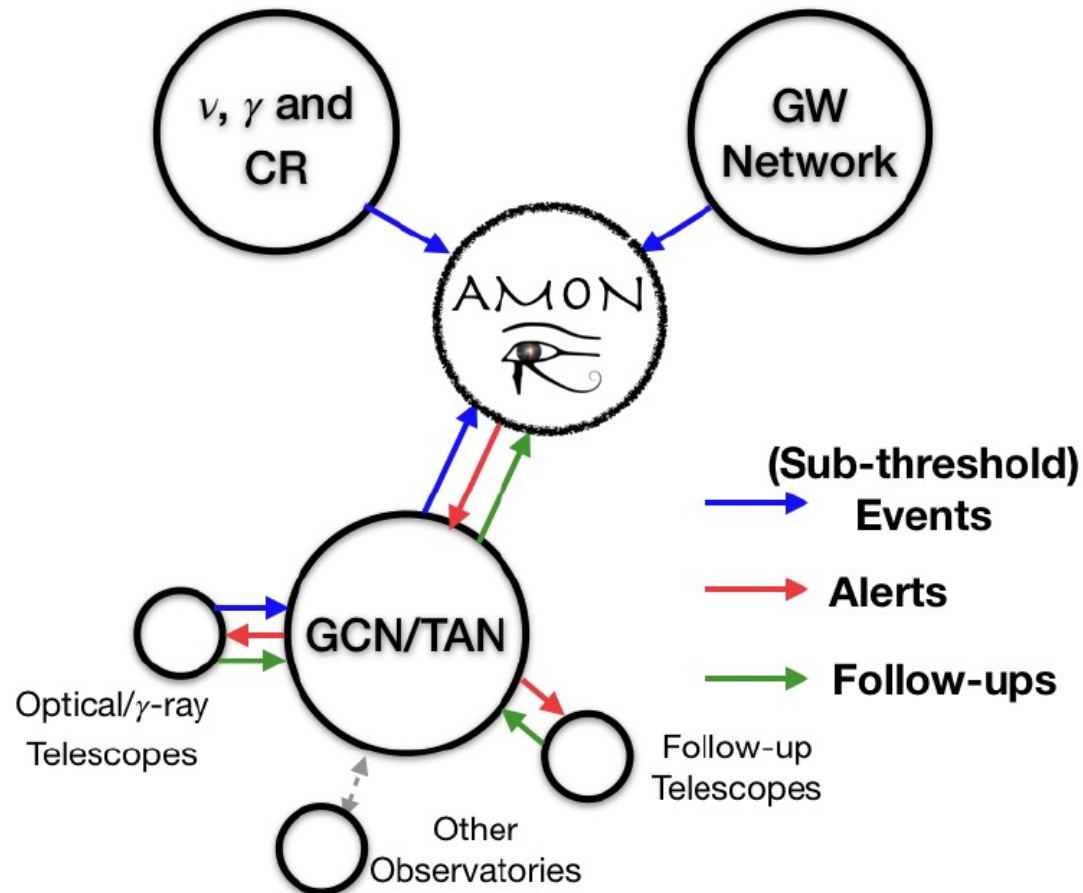 ν, γ and
CR
GW
Network
AMON
(Sub-threshold)
Events
Alerts
Follow-ups
GCN/TAN
Optical/γ-ray
Telescopes
Follow-up
Telescopes
Other
Observatories